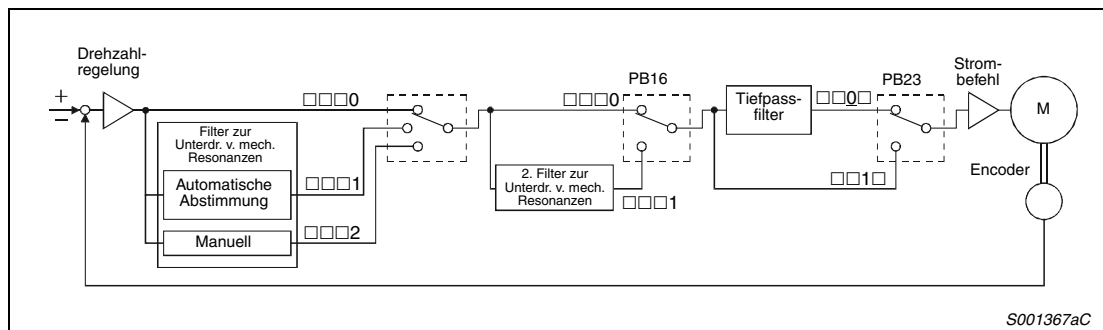 Drehzahl-
regelung
+
−
□□□0
Filter zur
Unterdr. v. mech.
Resonanzen
Automatische
Abstimmung
□□□1
Manuell
□□□2
□□□0
PB16
2. Filter zur
Unterdr. v. mech.
Resonanzen
□□□1
Tiefpass-
filter
□□0□
□□1□
PB23
Strom-
befehl
M
Encoder
S001367aC